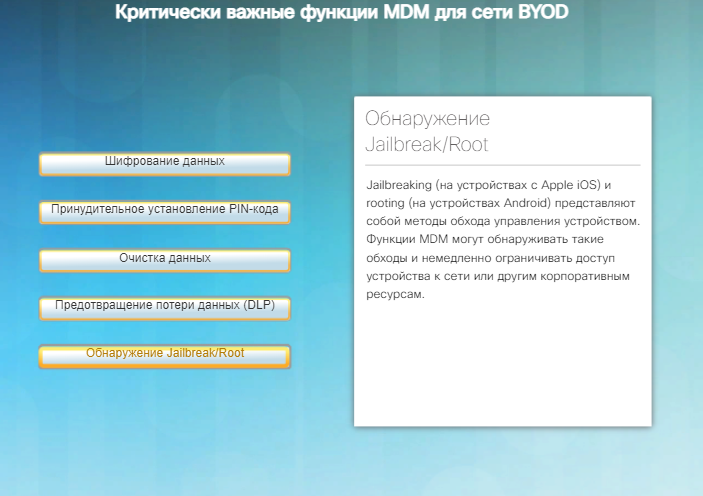 Критически важные функции MDM для сети BYOD
Шифрование данных
Принудительное установление PIN-кода
Очистка данных
Предотвращение потери данных (DLP)
Обнаружение Jailbreak/Root
Обнаружение
Jailbreak/Root
Jailbreaking (на устройствах с Apple iOS) и
rooting (на устройствах Android) представляют
собой методы обхода управления устройством.
Функции MDM могут обнаруживать такие
обходы и немедленно ограничивать доступ
устройства к сети или другим корпоративным
ресурсам.